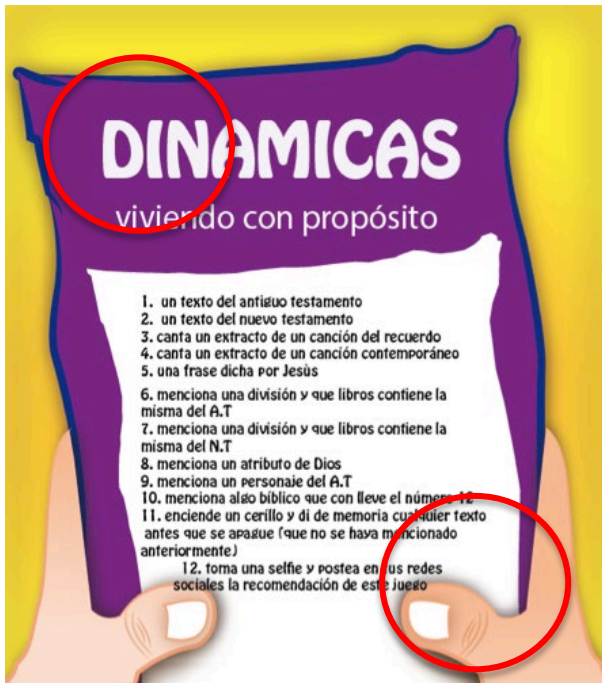 DINAMICAS
viviendo con propósito
1. un texto del antiguo testamento
2. un texto del nuevo testamento
3. canta un extracto de un canción del recuerdo
4. canta un extracto de un canción contemporáneo
5. una frase dicha por Jesùs
6. menciona una división y que libros contiene la
misma del A.T
7. menciona una división y que libros contiene la
misma del N.T
8. menciona un atributo de Dios
9. menciona un personaje del A.T
10. menciona algo bíblico que con lleve el número 12
11. enciende un cerillo y di de memoria cualquier texto
antes que se apague (que no se haya mencionado
anteriormente)
12. toma una selfie y postea en tus redes
sociales la recomendación de este juego